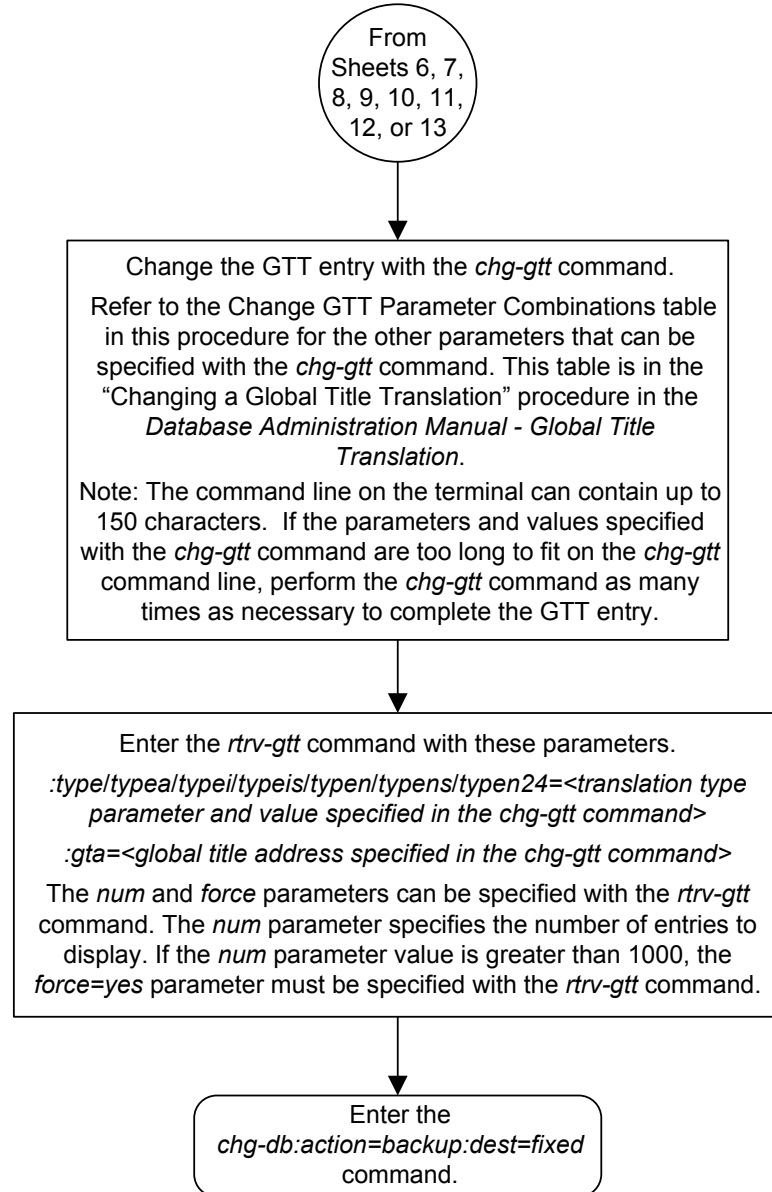 From
Sheets 6, 7,
8, 9, 10, 11,
12, or 13
Change the GTT entry with the chg-gtt command.
Refer to the Change GTT Parameter Combinations table
in this procedure for the other parameters that can be
specified with the chg-gtt command. This table is in the
“Changing a Global Title Translation” procedure in the
Database Administration Manual - Global Title
Translation.
Note: The command line on the terminal can contain up to
150 characters. If the parameters and values specified
with the chg-gtt command are too long to fit on the chg-gtt
command line, perform the chg-gtt command as many
times as necessary to complete the GTT entry.
Enter the rtrv-gtt command with these parameters.
:type/typea/typei/typeis/typen/typens/typen24=<translation type
parameter and value specified in the chg-gtt command>
:gta=<global title address specified in the chg-gtt command>
The num and force parameters can be specified with the rtrv-gtt
command. The num parameter specifies the number of entries to
display. If the num parameter value is greater than 1000, the
force=yes parameter must be specified with the rtrv-gtt command.
Enter the
chg-db:action=backup:dest=fixed
command.